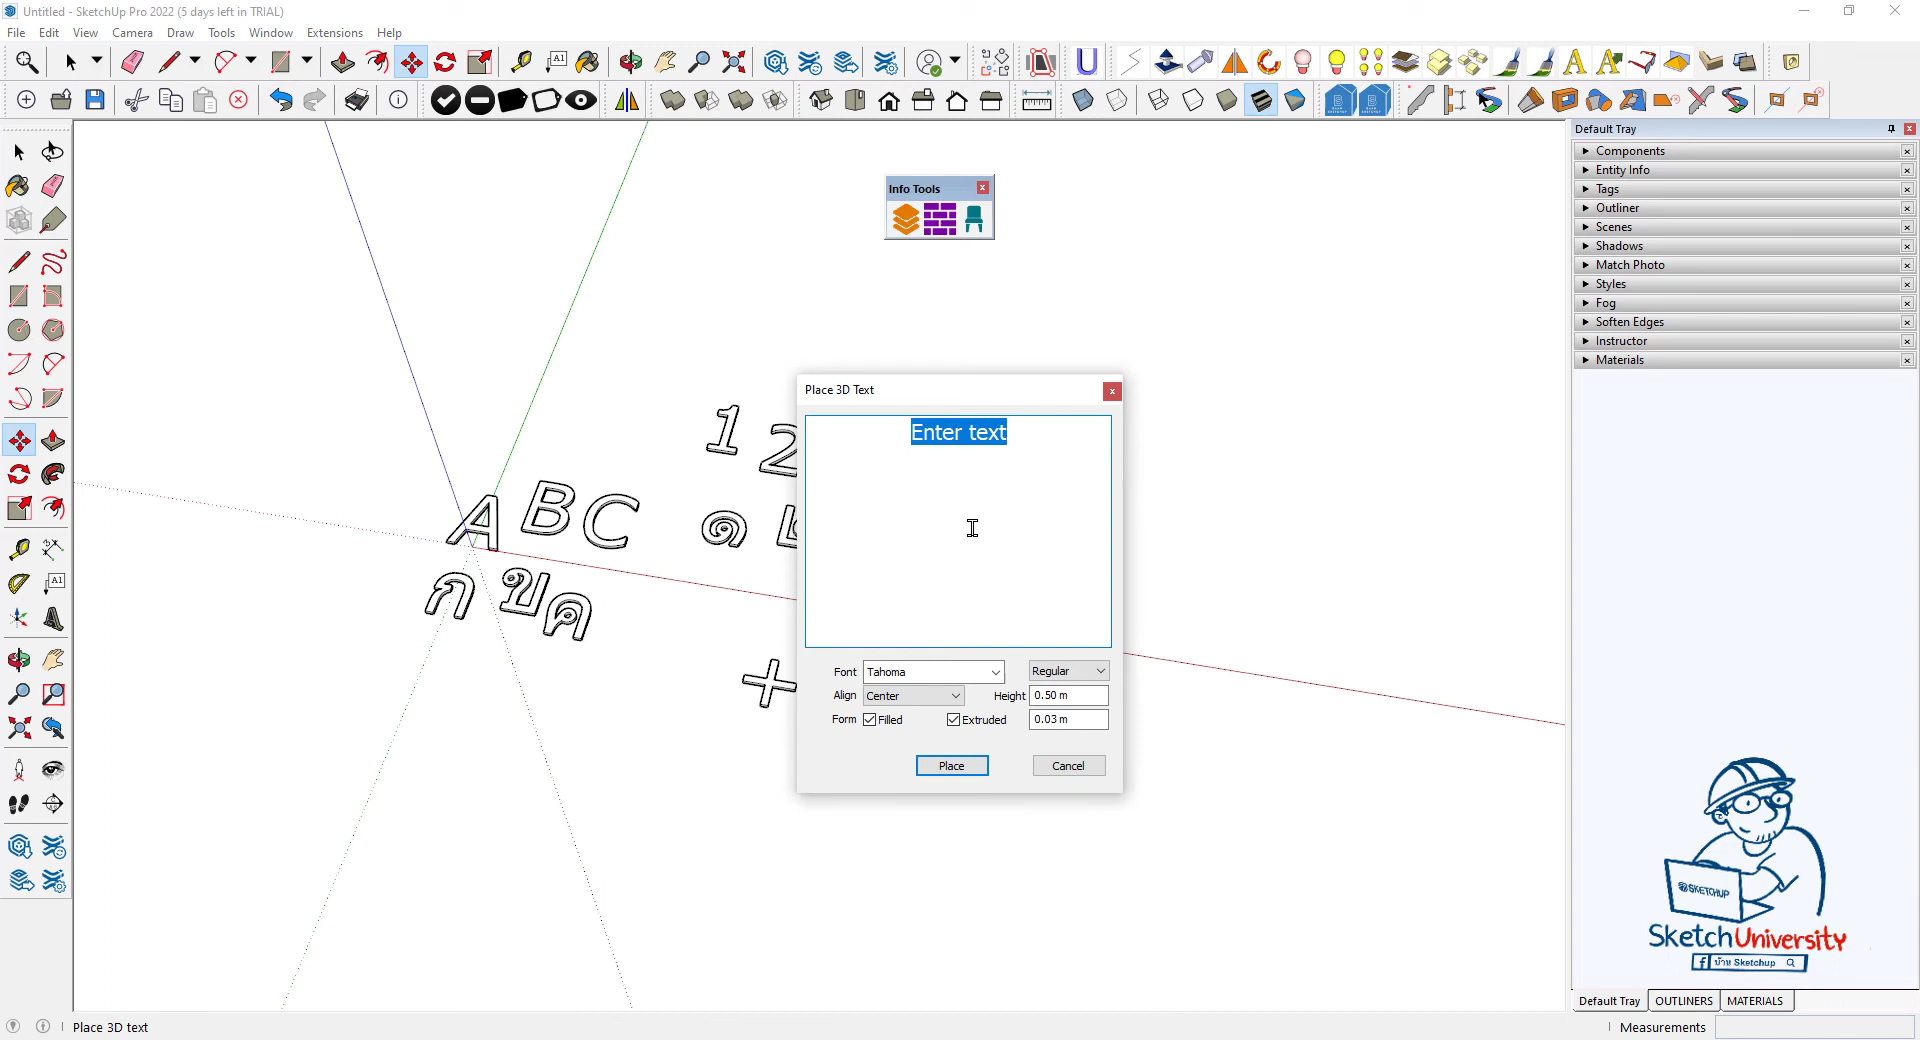 Untitled - SketchUp Pro 2022 (5 days left in TRIAL)
File Edit View Camera Draw Tools Window Extensions Help
Default Tray
Components
Entity Info
Tags
Outliner
Scenes
Shadows
Match Photo
Styles
Fog
Soften Edges
Instructor
Materials
Info Tools
Place 3D Text
Enter text
Font Tahoma Regular
Align Center Height 0.50 m
Form Filled Extruded 0.03 m
Place Cancel
1 2
A B C
๑
ก ข ค
+
SKETCHUP
SketchUniversity
f บ้าน Sketchup
Default Tray OUTLINERS MATERIALS
Place 3D text
Measurements